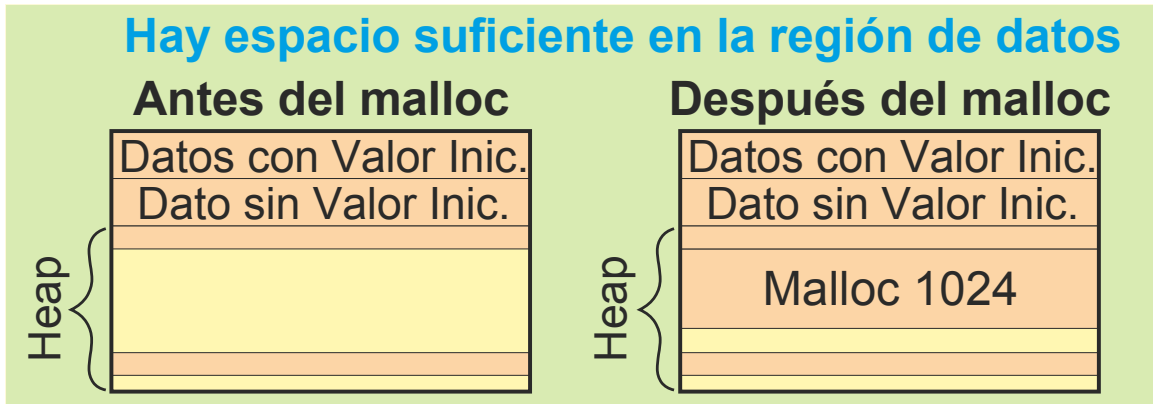 Hay espacio suficiente en la región de datos
Antes del malloc
Después del malloc
Datos con Valor Inic.
Dato sin Valor Inic.
Heap
Datos con Valor Inic.
Dato sin Valor Inic.
Malloc 1024
Heap